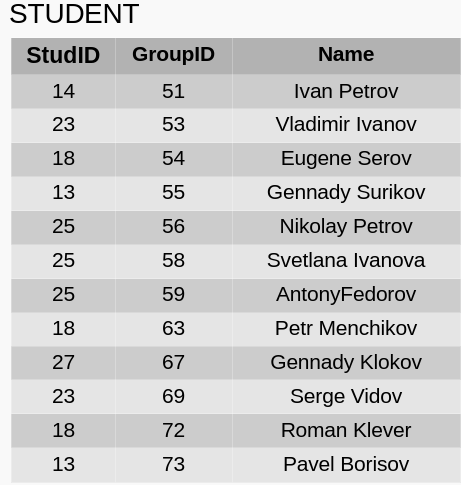 STUDENT
StudID GroupID Name
14 51 Ivan Petrov
23 53 Vladimir Ivanov
18 54 Eugene Serov
13 55 Gennady Surikov
25 56 Nikolay Petrov
25 58 Svetlana Ivanova
25 59 AntonyFedorov
18 63 Petr Menchikov
27 67 Gennady Klokov
23 69 Serge Vidov
18 72 Roman Klever
13 73 Pavel Borisov